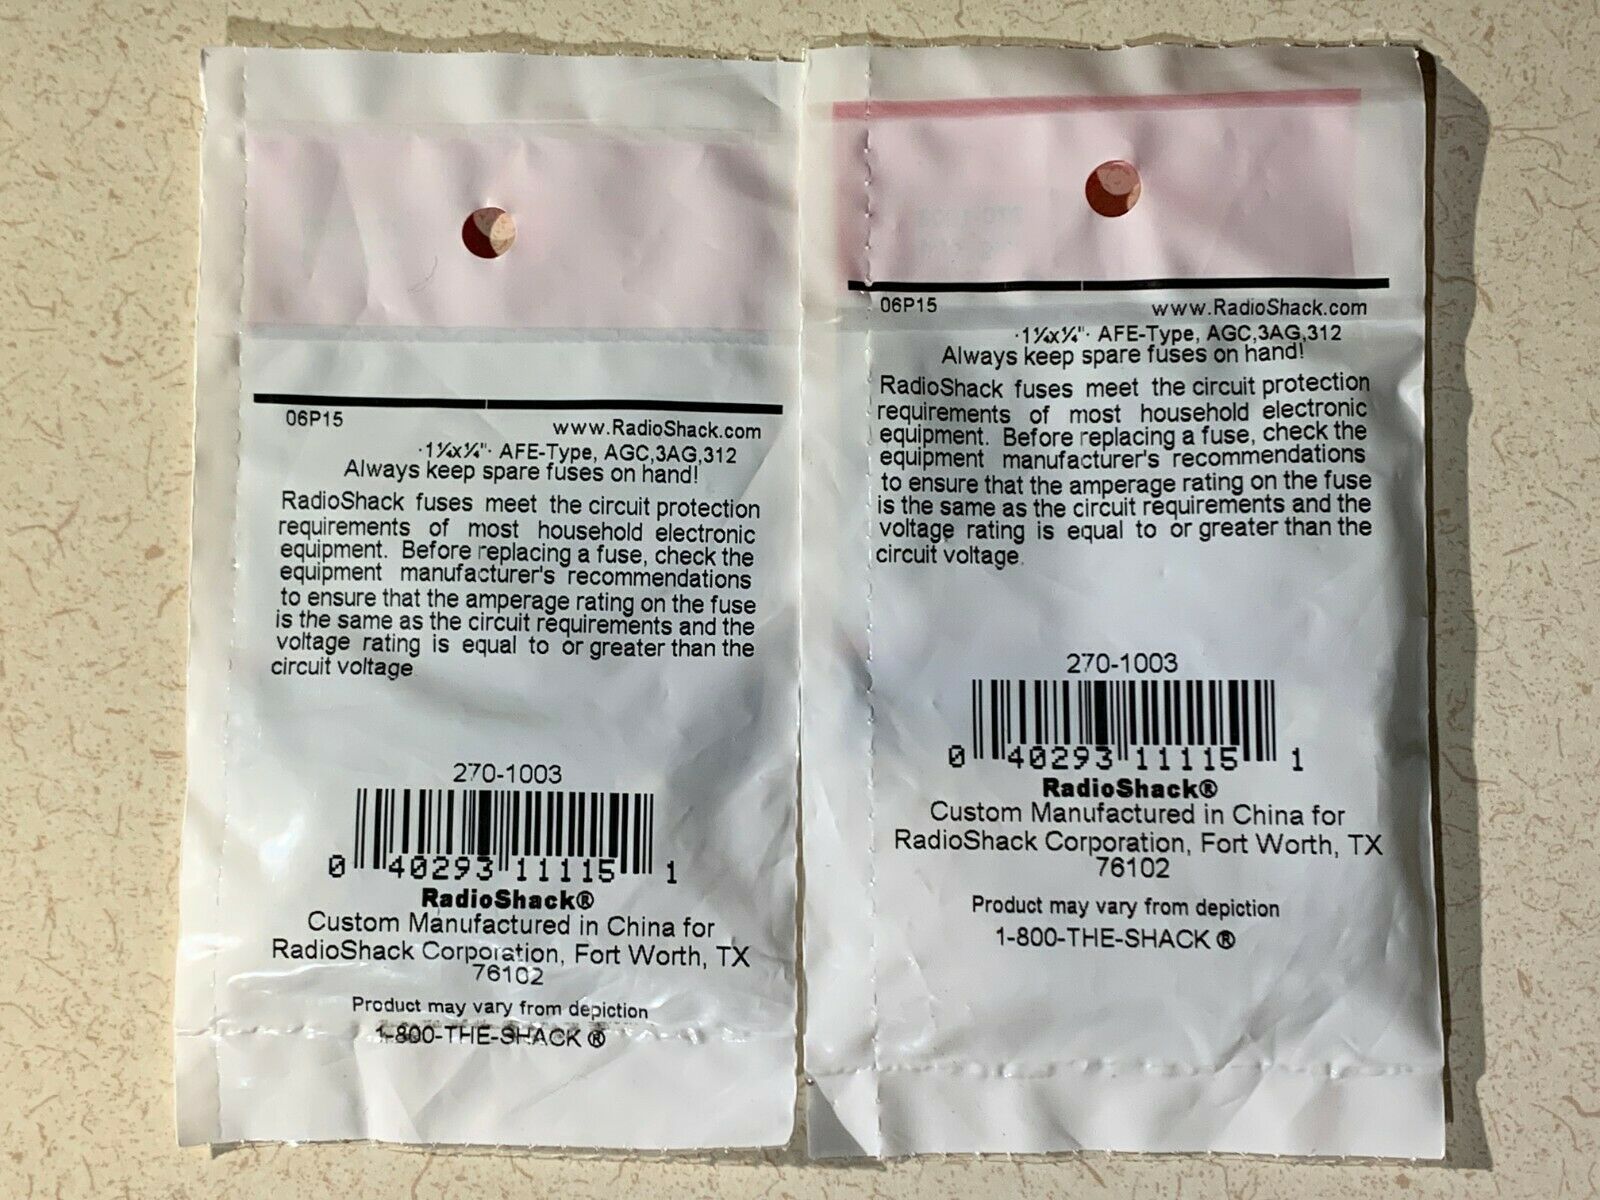 06P15
www.RadioShack.com
·1¼x¼"· AFE-Type, AGC,3AG,312
Always keep spare fuses on hand!
RadioShack fuses meet the circuit protection
requirements of most household electronic
equipment. Before replacing a fuse, check the
equipment manufacturer's recommendations
to ensure that the amperage rating on the fuse
is the same as the circuit requirements and the
voltage rating is equal to or greater than the
circuit voltage
270-1003
0 40293 11115 1
RadioShack®
Custom Manufactured in China for
RadioShack Corporation, Fort Worth, TX
76102
Product may vary from depiction
1-800-THE-SHACK ®
06P15
www.RadioShack.com
·1¼x¼"· AFE-Type, AGC,3AG,312
Always keep spare fuses on hand!
RadioShack fuses meet the circuit protection
requirements of most household electronic
equipment. Before replacing a fuse, check the
equipment manufacturer's recommendations
to ensure that the amperage rating on the fuse
is the same as the circuit requirements and the
voltage rating is equal to or greater than the
circuit voltage.
270-1003
0 40293 11115 1
RadioShack®
Custom Manufactured in China for
RadioShack Corporation, Fort Worth, TX
76102
Product may vary from depiction
1-800-THE-SHACK ®